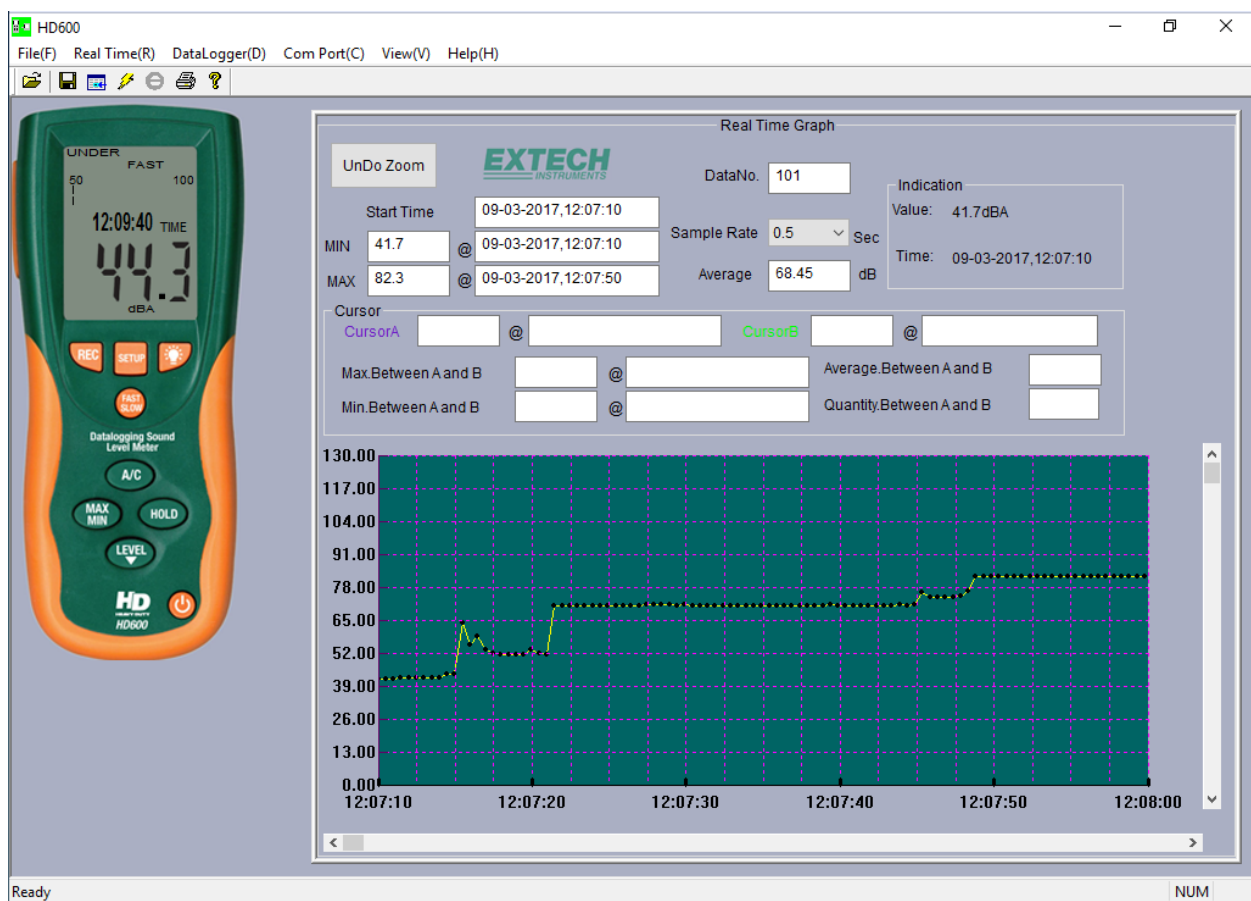 HD600
File(F) Real Time(R) DataLogger(D) Com Port(C) View(V) Help(H)
UNDER
FAST
50 100
12:09:40 TIME
44.3
dBA
REC SETUP
FAST
SLOW
Datalogging Sound
Level Meter
A/C
MAX
MIN
HOLD
LEVEL
HD
HEAVY-DUTY
HD600
Real Time Graph
UnDo Zoom
EXTECH
INSTRUMENTS
DataNo. 101
Start Time 09-03-2017,12:07:10
MIN 41.7 @ 09-03-2017,12:07:10
MAX 82.3 @ 09-03-2017,12:07:50
Sample Rate 0.5 Sec
Average 68.45 dB
Indication
Value: 41.7dBA
Time: 09-03-2017,12:07:10
Cursor
CursorA @ CursorB @
Max.Between A and B @ Average.Between A and B
Min.Between A and B @ Quantity.Between A and B
130.00
117.00
104.00
91.00
78.00
65.00
52.00
39.00
26.00
13.00
0.00
12:07:10 12:07:20 12:07:30 12:07:40 12:07:50 12:08:00
Ready NUM